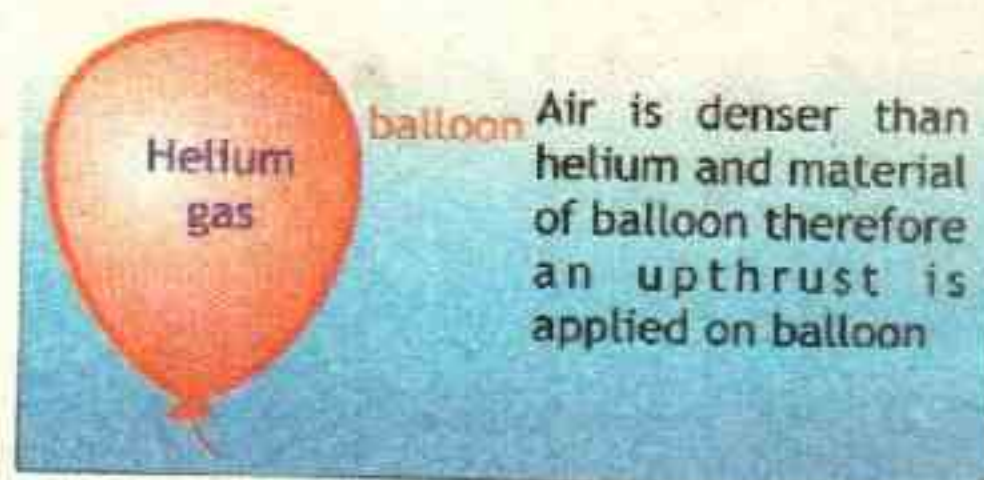 Helium
gas
balloon
Air is denser than
helium and material
of balloon therefore
an upthrust is
applied on balloon